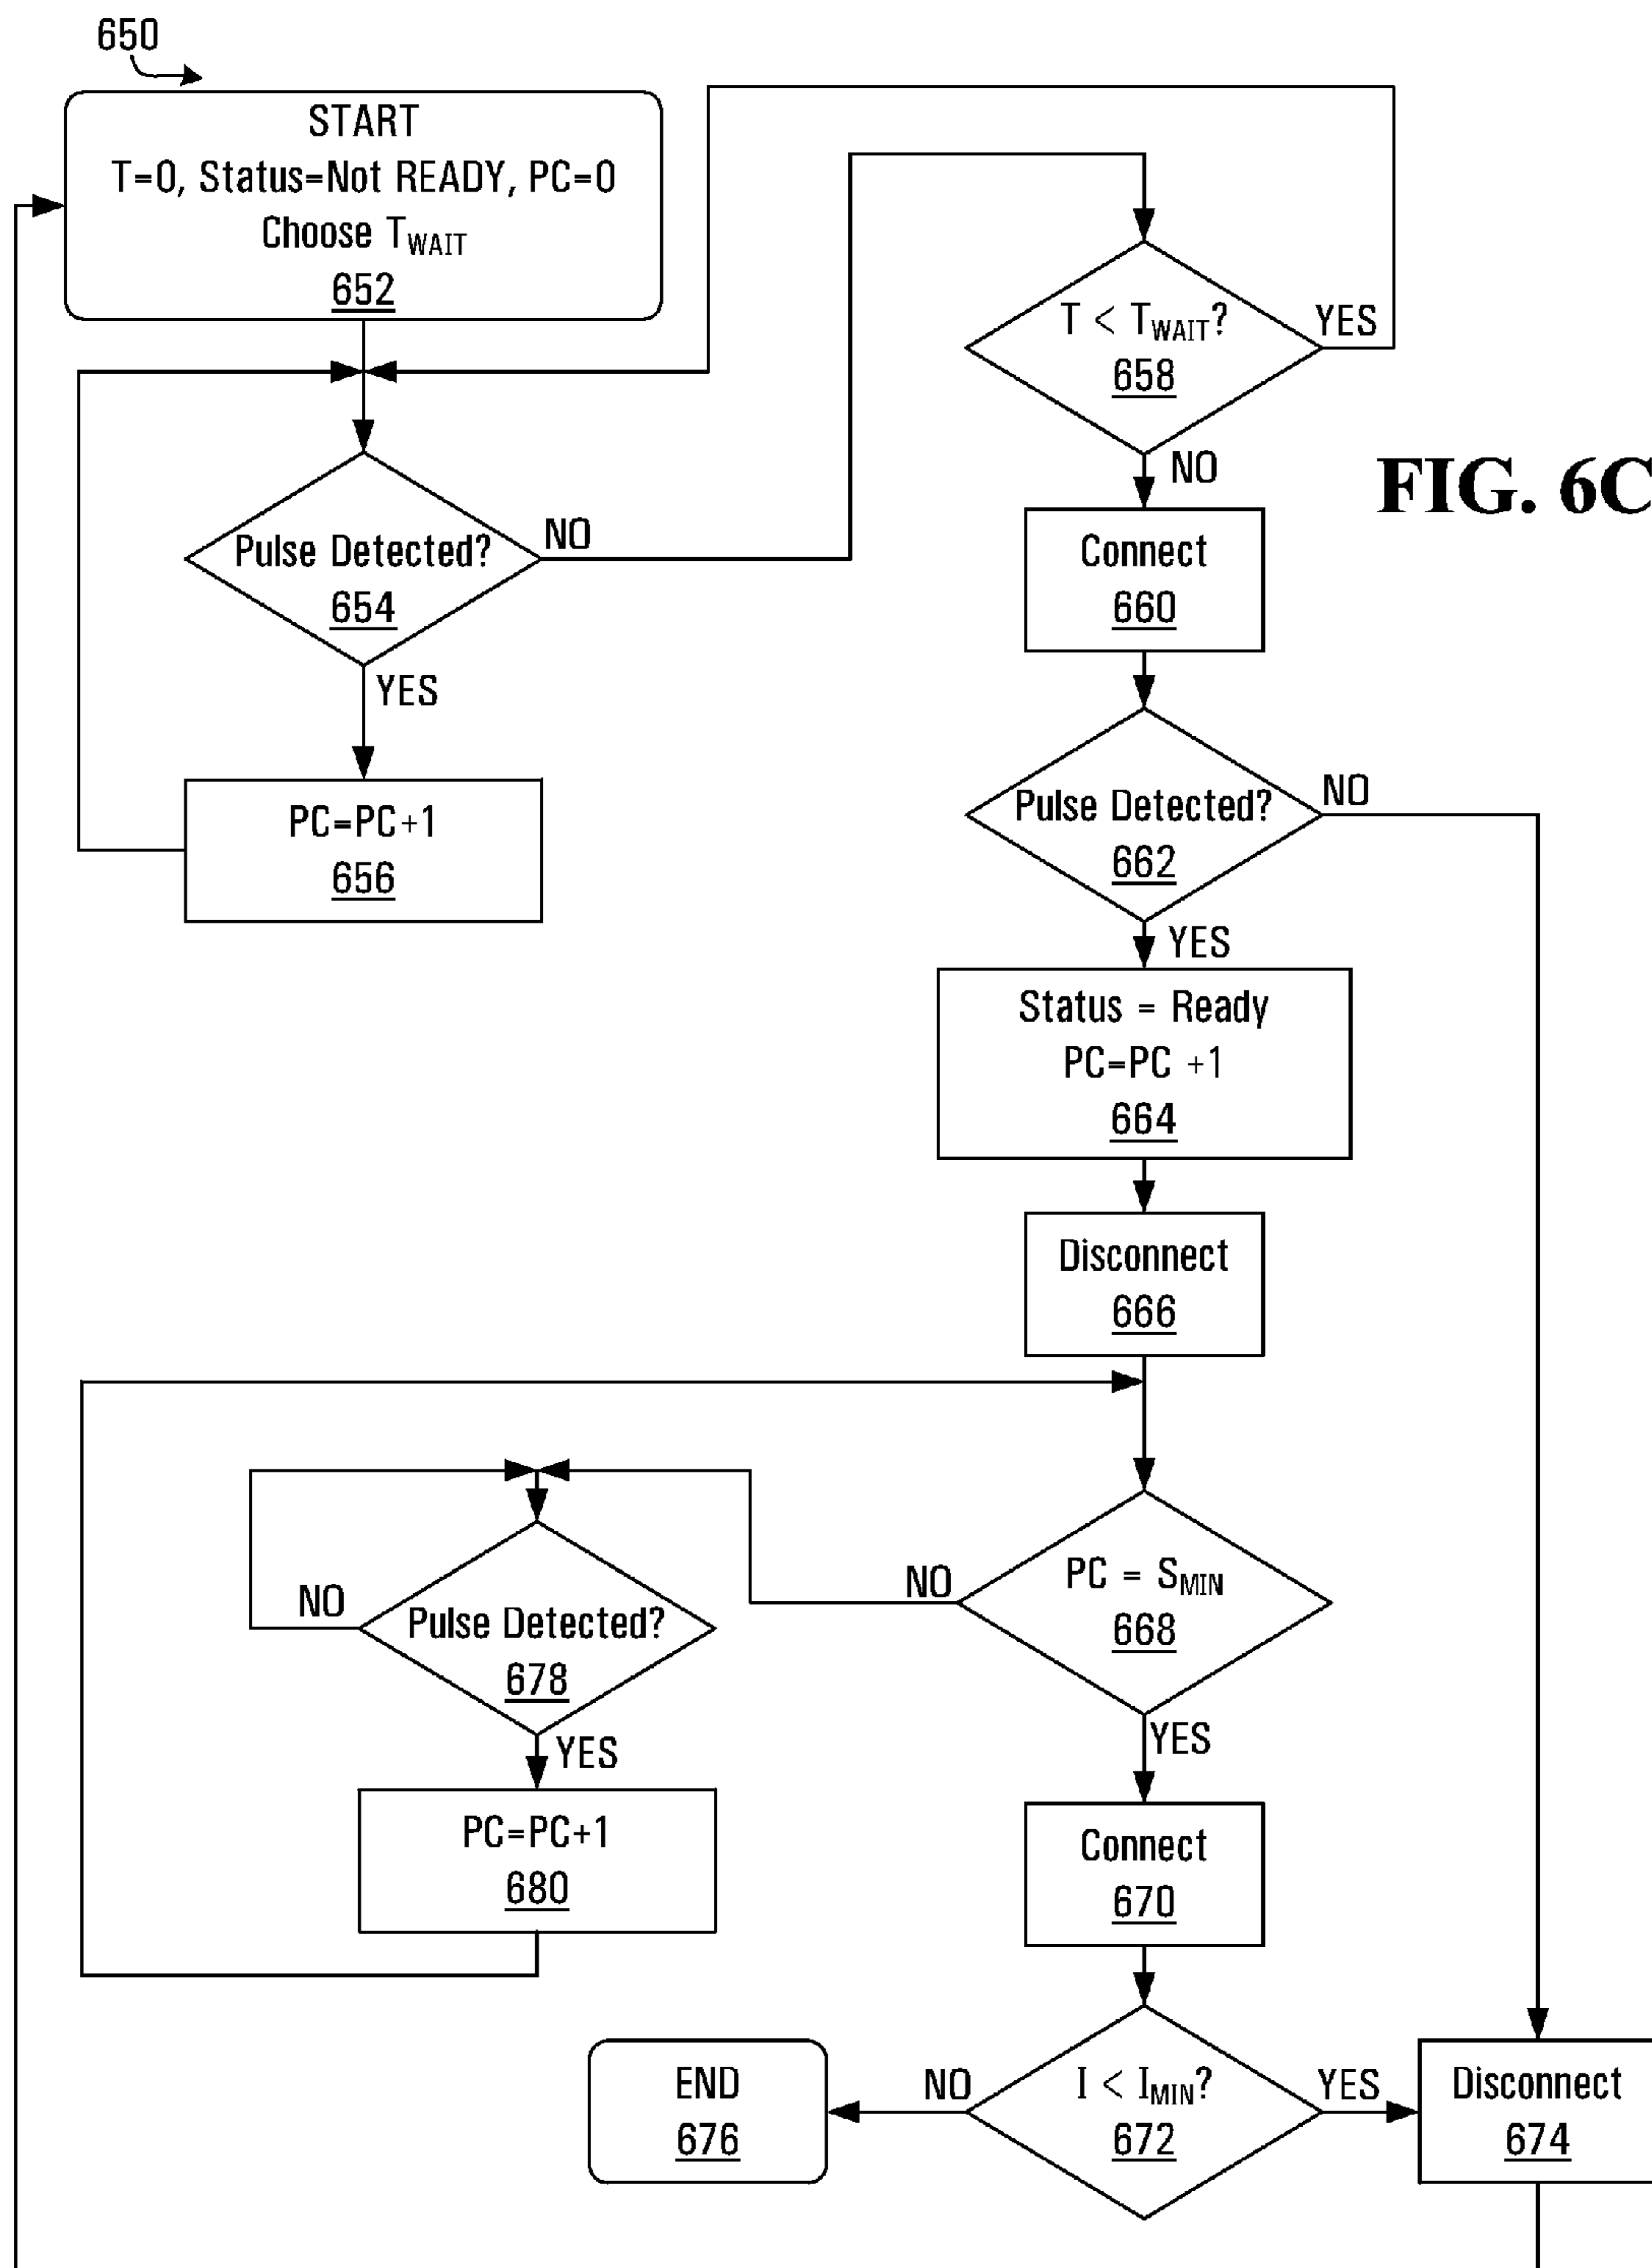 650
START
T=0, Status=Not READY, PC=0
Choose TWAIT
652
Pulse Detected?
654
NO
YES
PC=PC+1
656
T < TWAIT?
658
YES
NO
FIG. 6C
Connect
660
Pulse Detected?
662
NO
YES
Status = Ready
PC=PC +1
664
Disconnect
666
PC = SMIN
668
NO
YES
Pulse Detected?
678
NO
YES
PC=PC+1
680
Connect
670
I < IMIN?
672
NO
YES
END
676
Disconnect
674